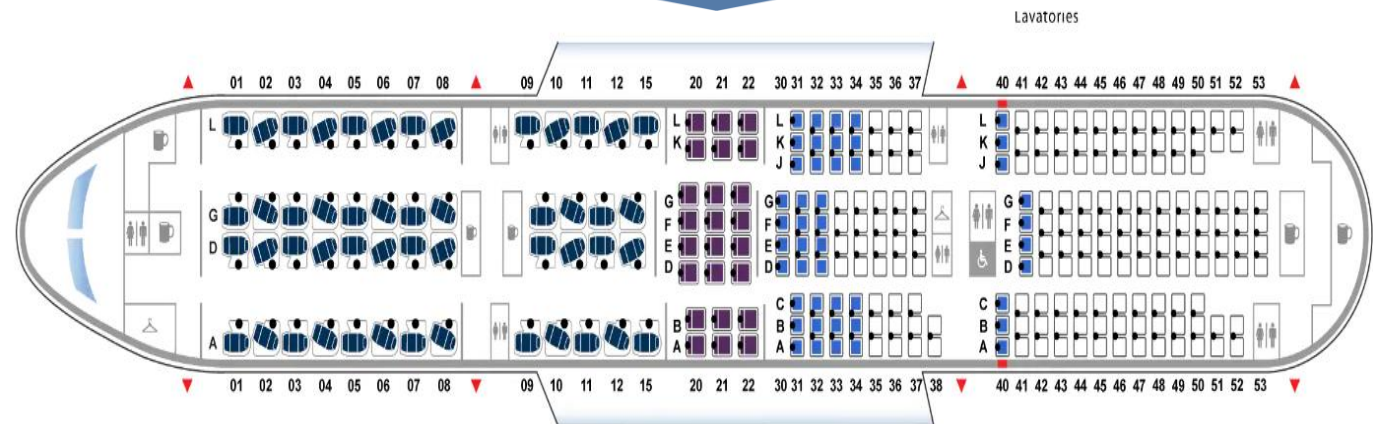 Lavatories
01 02 03 04 05 06 07 08 09 10 11 12 15 20 21 22 30 31 32 33 34 35 36 37 40 41 42 43 44 45 46 47 48 49 50 51 52 53
L L L L
K K K
J J
G G G G
F F F
E E E
D D D D
C C
B B B
A A A A
01 02 03 04 05 06 07 08 09 10 11 12 15 20 21 22 30 31 32 33 34 35 36 37 38 40 41 42 43 44 45 46 47 48 49 50 51 52 53